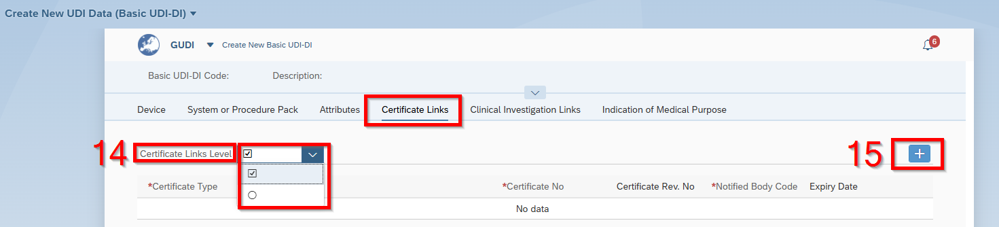 Create New UDI Data (Basic UDI-DI)
GUDI Create New Basic UDI-DI 6
Basic UDI-DI Code: Description:
Device System or Procedure Pack Attributes Certificate Links Clinical Investigation Links Indication of Medical Purpose
14 Certificate Links Level 15 +
*Certificate Type *Certificate No Certificate Rev. No *Notified Body Code Expiry Date
No data